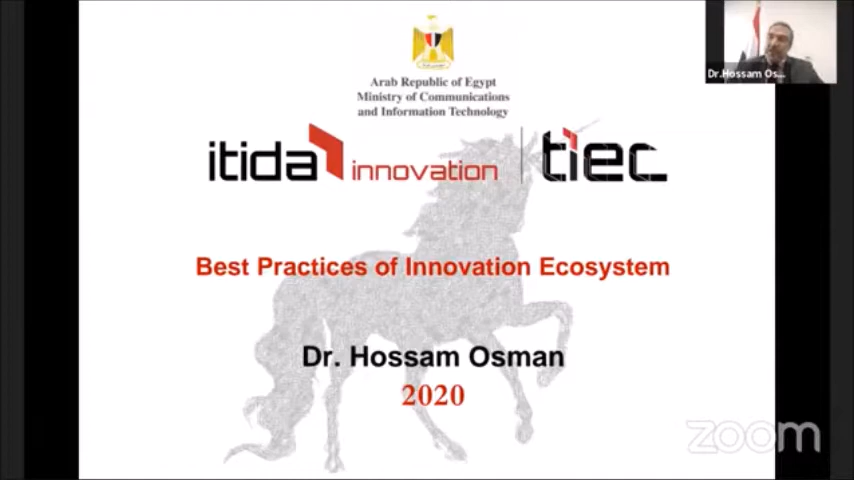 Arab Republic of Egypt
Ministry of Communications
and Information Technology
itida innovation | tiec
Best Practices of Innovation Ecosystem
Dr. Hossam Osman
2020
Dr.Hossam Os...
zoom